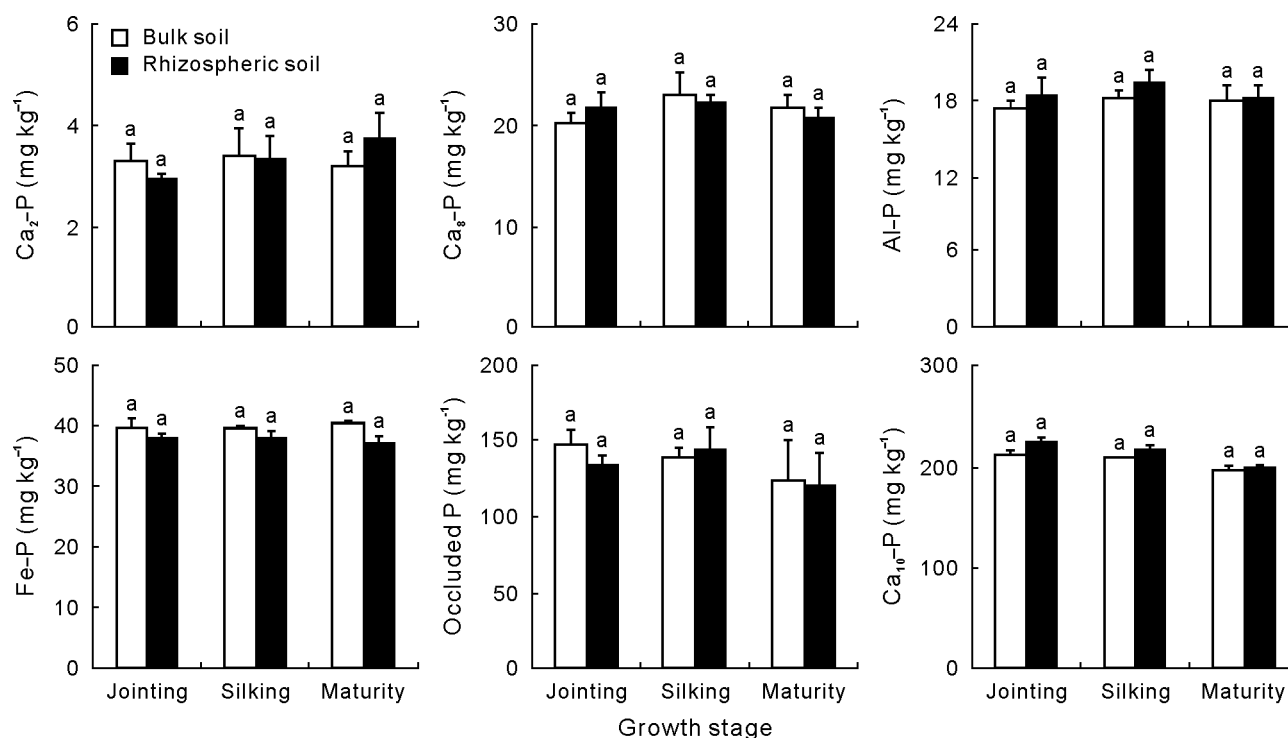 Bulk soil
Rhizospheric soil
Ca₂–P (mg kg⁻¹)
6
4
2
0
a a a a a a
Ca₈–P (mg kg⁻¹)
30
20
10
0
a a a a a a
Al–P (mg kg⁻¹)
24
18
12
6
0
a a a a a a
Fe–P (mg kg⁻¹)
50
40
30
20
10
0
a a a a a a
Jointing Silking Maturity
Occluded P (mg kg⁻¹)
200
150
100
50
0
a a a a a a
Jointing Silking Maturity
Growth stage
Ca₁₀–P (mg kg⁻¹)
300
200
100
0
a a a a a a
Jointing Silking Maturity